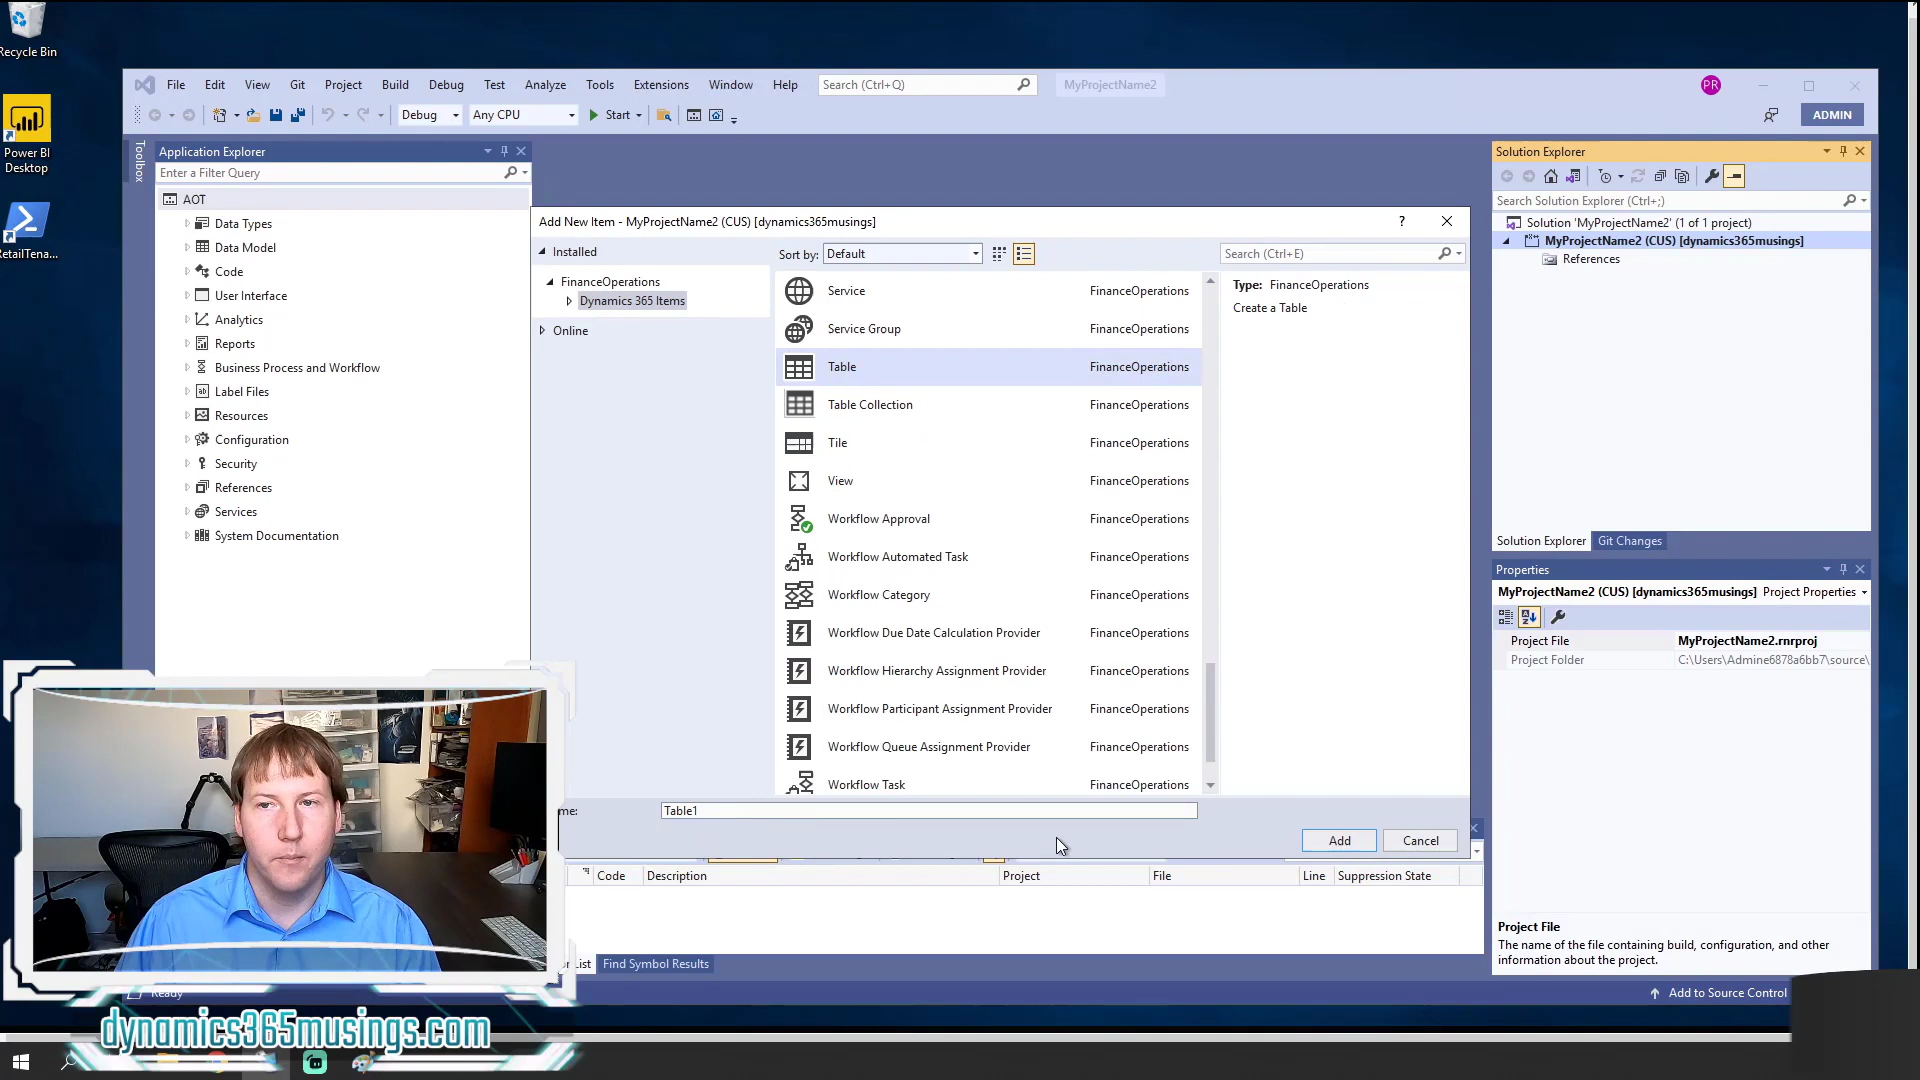 Recycle Bin
Power BI
Desktop
RetailTena...
File Edit View Git Project Build Debug Test Analyze Tools Extensions Window Help Search (Ctrl+Q) MyProjectName2 PR
Debug Any CPU Start ADMIN
Toolbox
Application Explorer
Enter a Filter Query
AOT
Data Types
Data Model
Code
User Interface
Analytics
Reports
Business Process and Workflow
Label Files
Resources
Configuration
Security
References
Services
System Documentation
Add New Item - MyProjectName2 (CUS) [dynamics365musings] ?
Installed
FinanceOperations
Dynamics 365 Items
Online
Sort by: Default
Search (Ctrl+E)
Service FinanceOperations
Service Group FinanceOperations
Table FinanceOperations
Table Collection FinanceOperations
Tile FinanceOperations
View FinanceOperations
Workflow Approval FinanceOperations
Workflow Automated Task FinanceOperations
Workflow Category FinanceOperations
Workflow Due Date Calculation Provider FinanceOperations
Workflow Hierarchy Assignment Provider FinanceOperations
Workflow Participant Assignment Provider FinanceOperations
Workflow Queue Assignment Provider FinanceOperations
Workflow Task FinanceOperations
Type: FinanceOperations
Create a Table
me: Table1
Add Cancel
Code Description Project File Line Suppression State
List Find Symbol Results
Solution Explorer
Search Solution Explorer (Ctrl+;)
Solution 'MyProjectName2' (1 of 1 project)
MyProjectName2 (CUS) [dynamics365musings]
References
Solution Explorer Git Changes
Properties
MyProjectName2 (CUS) [dynamics365musings] Project Properties
Project File MyProjectName2.rnrproj
Project Folder C:\Users\Admine6878a6bb7\source\
Project File
The name of the file containing build, configuration, and other
information about the project.
Ready
Add to Source Control
dynamics365musings.com